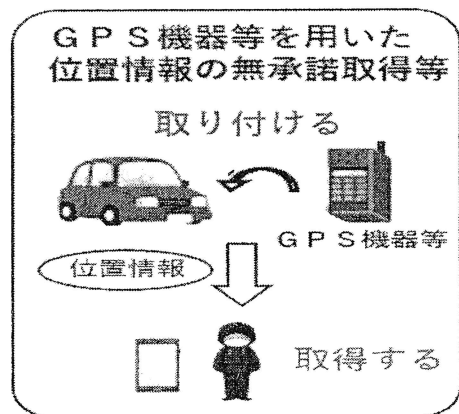 GPS機器等を用いた
位置情報の無承諾取得等
取り付ける
GPS機器等
位置情報
取得する